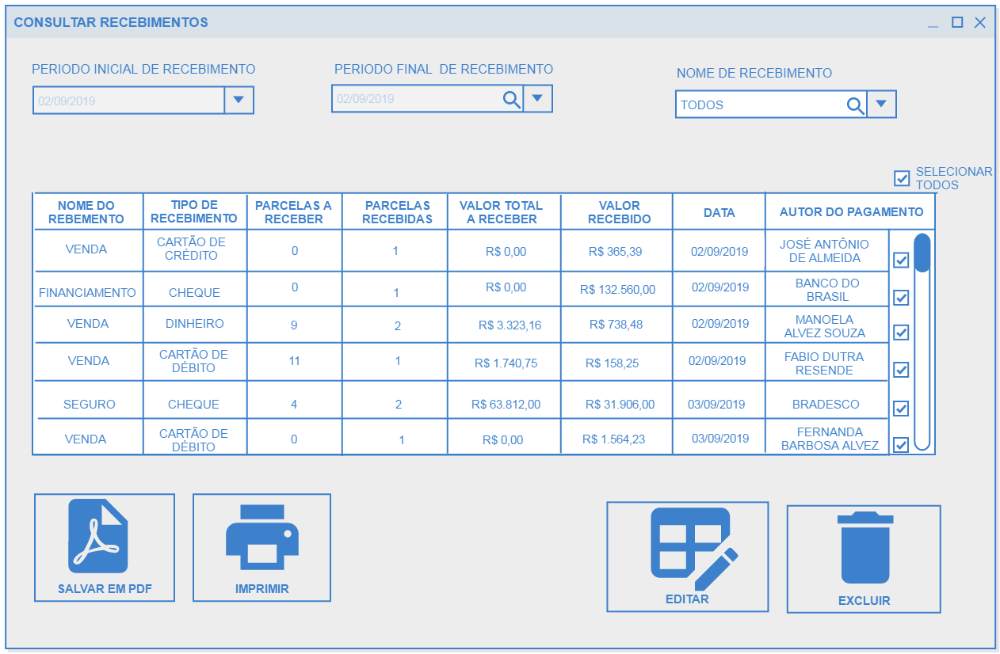 CONSULTAR RECEBIMENTOS
PERIODO INICIAL DE RECEBIMENTO
PERIODO FINAL  DE RECEBIMENTO
NOME DE RECEBIMENTO
02/09/2019
02/09/2019
TODOS
SELECIONAR
TODOS
NOME DO
REBEMENTO
TIPO DE
RECEBIMENTO
PARCELAS A
RECEBER
PARCELAS
RECEBIDAS
VALOR TOTAL
A RECEBER
VALOR
RECEBIDO
DATA
AUTOR DO PAGAMENTO
VENDA
CARTÃO DE
CRÉDITO
0
1
R$ 0,00
R$ 365,39
02/09/2019
JOSÉ ANTÔNIO
DE ALMEIDA
FINANCIAMENTO
CHEQUE
0
1
R$ 0,00
R$ 132.560,00
02/09/2019
BANCO DO
BRASIL
VENDA
DINHEIRO
9
2
R$ 3.323,16
R$ 738,48
02/09/2019
MANOELA
ALVEZ SOUZA
VENDA
CARTÃO DE
DÉBITO
11
1
R$ 1.740,75
R$ 158,25
02/09/2019
FABIO DUTRA
RESENDE
SEGURO
CHEQUE
4
2
R$ 63.812,00
R$ 31.906,00
03/09/2019
BRADESCO
VENDA
CARTÃO DE
DÉBITO
0
1
R$ 0,00
R$ 1.564,23
03/09/2019
FERNANDA
BARBOSA ALVEZ
SALVAR EM PDF
IMPRIMIR
EDITAR
EXCLUIR